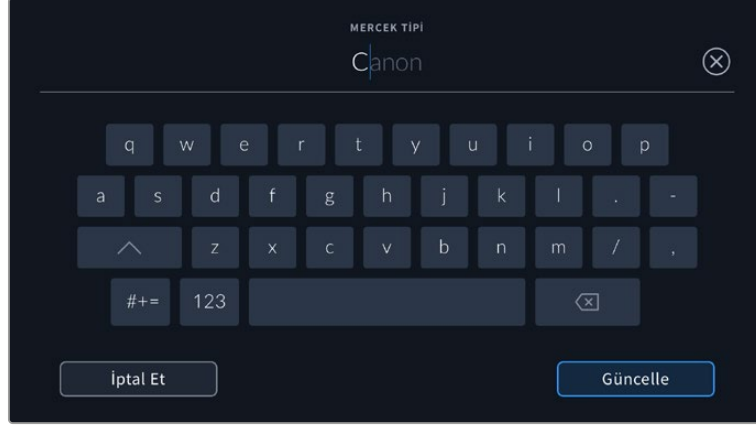 MERCEK TİPİ
Canon
q w e r t y u i o p
a s d f g h j k l . -
z x c v b n m / ,
#+= 123
İptal Et Güncelle